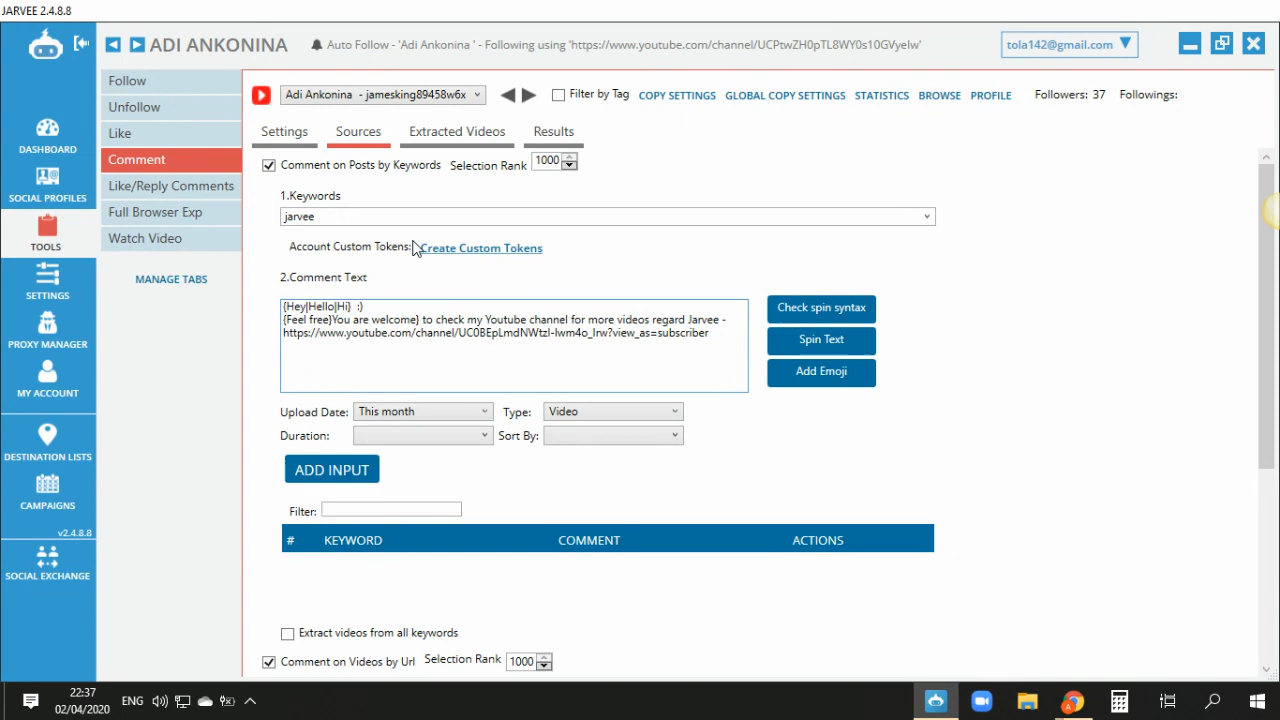 JARVEE 2.4.8.8
ADI ANKONINA
Auto Follow - 'Adi Ankonina ' - Following using 'https://www.youtube.com/channel/UCPtwZH0pTL8WY0s10GVyelw'
tola142@gmail.com
DASHBOARD
SOCIAL PROFILES
TOOLS
SETTINGS
PROXY MANAGER
MY ACCOUNT
DESTINATION LISTS
CAMPAIGNS
v2.4.8.8
SOCIAL EXCHANGE
Follow
Unfollow
Like
Comment
Like/Reply Comments
Full Browser Exp
Watch Video
MANAGE TABS
Adi Ankonina - jamesking89458w6x
Filter by Tag
COPY SETTINGS
GLOBAL COPY SETTINGS
STATISTICS
BROWSE
PROFILE
Followers: 37
Followings:
Settings
Sources
Extracted Videos
Results
Comment on Posts by Keywords
Selection Rank
1000
1.Keywords
jarvee
Account Custom Tokens:
Create Custom Tokens
2.Comment Text
{Hey|Hello|Hi} :)
{Feel free}You are welcome} to check my Youtube channel for more videos regard Jarvee -
https://www.youtube.com/channel/UC0BEpLmdNWtzI-lwm4o_lrw?view_as=subscriber
Check spin syntax
Spin Text
Add Emoji
Upload Date:
This month
Type:
Video
Duration:
Sort By:
ADD INPUT
Filter:
# KEYWORD COMMENT ACTIONS
Extract videos from all keywords
Comment on Videos by Url
Selection Rank
1000
22:37
02/04/2020
ENG